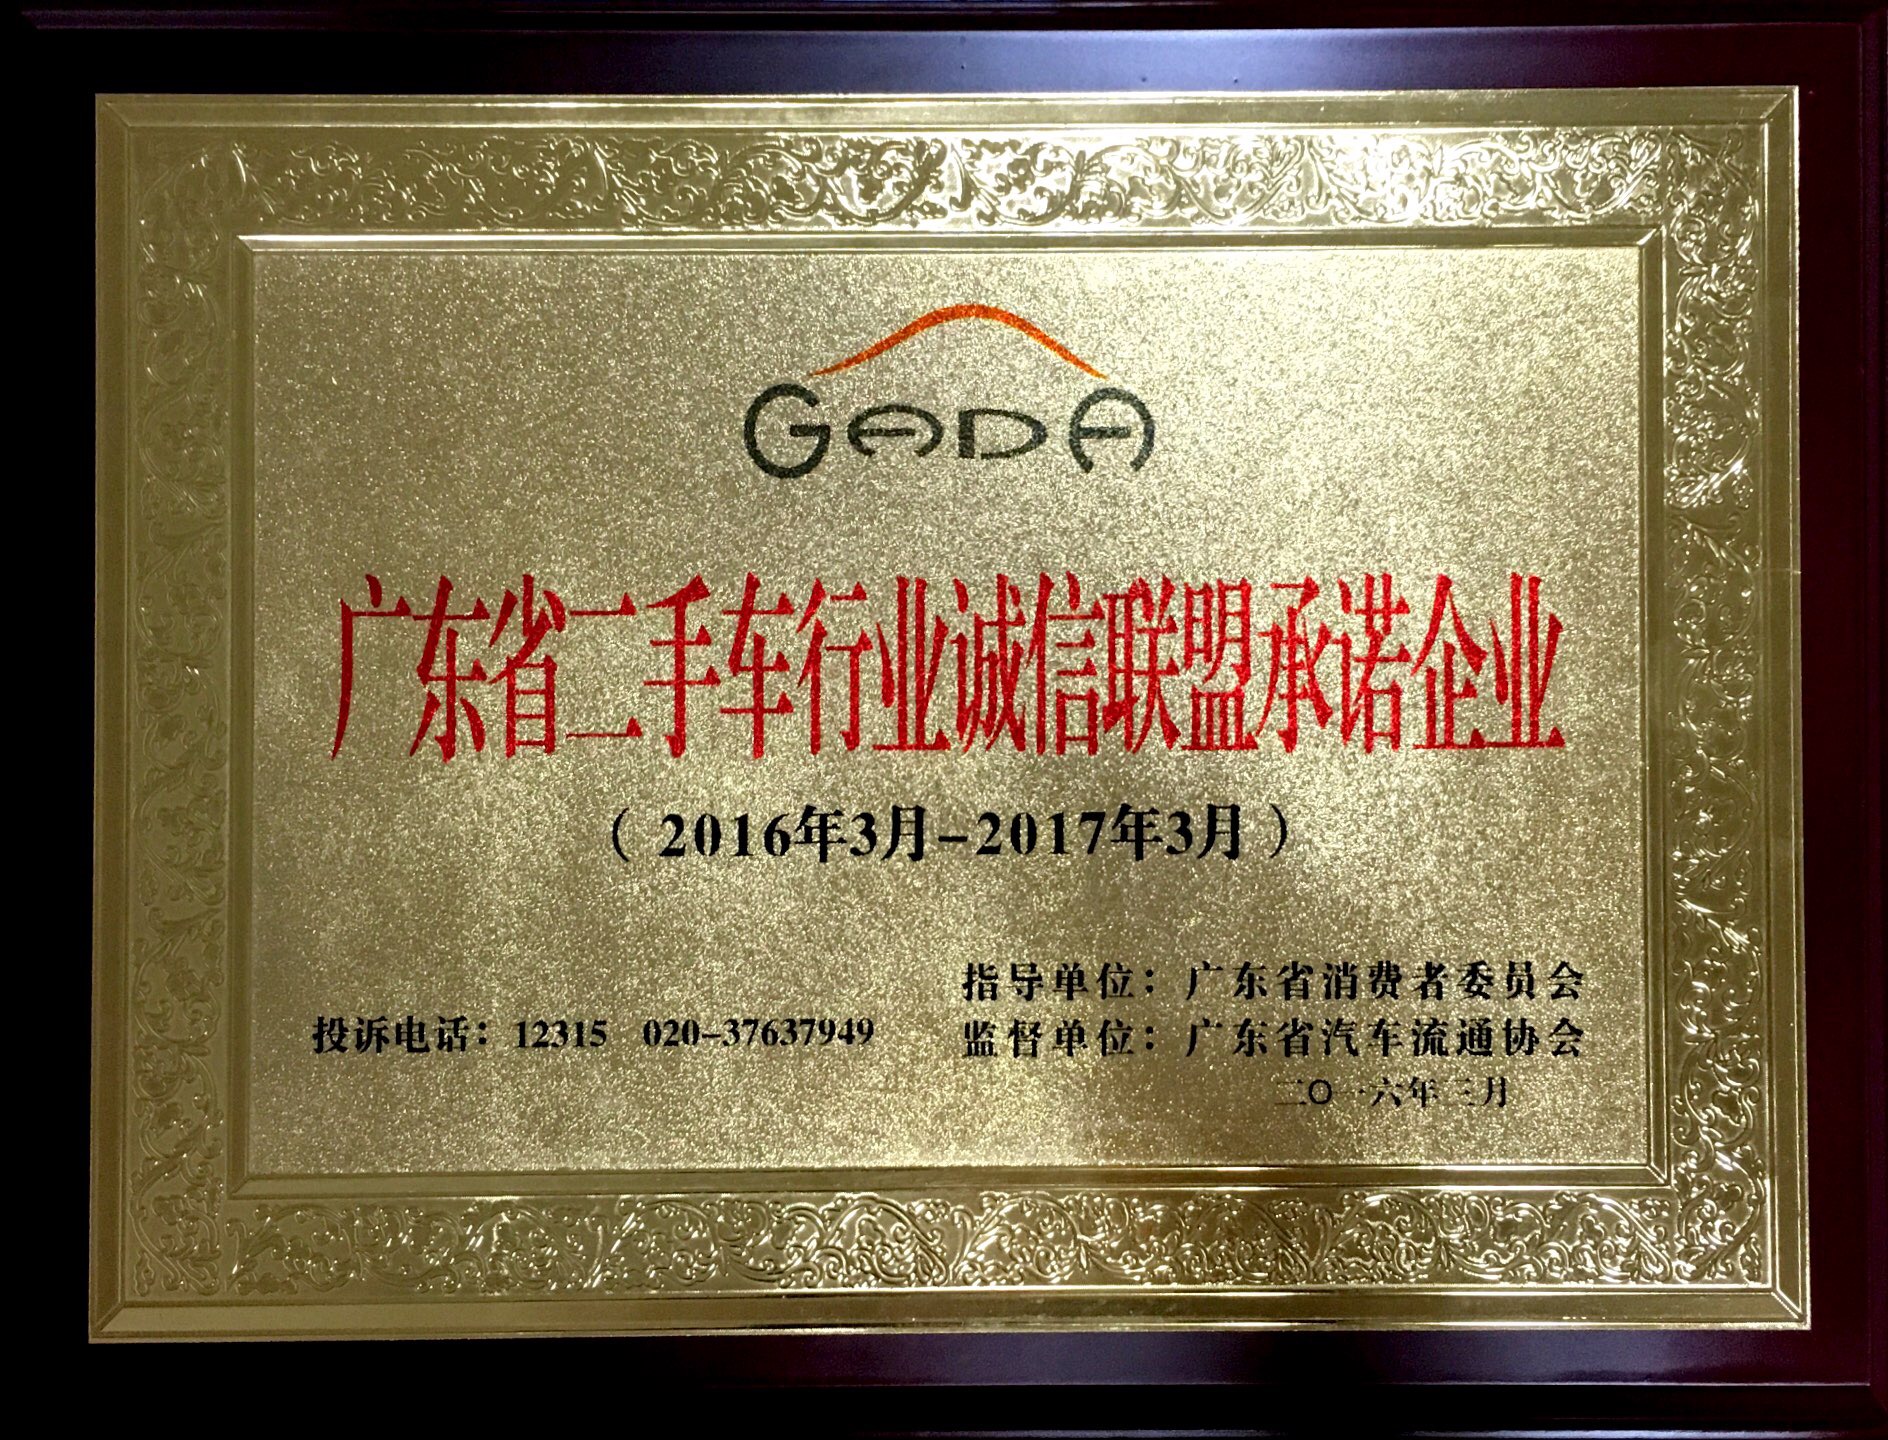 GADA
广东省二手车行业诚信联盟承诺企业
（2016年3月-2017年3月）
投诉电话：12315 020-37637949
指导单位：广东省消费者委员会
监督单位：广东省汽车流通协会
二〇一六年三月